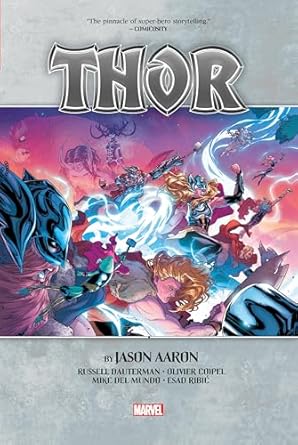 "The pinnacle of super-hero storytelling."
— COMICOSITY
THOR
BY JASON AARON
RUSSELL DAUTERMAN • OLIVIER COIPEL
MIKE DEL MUNDO • ESAD RIBIĆ
MARVEL